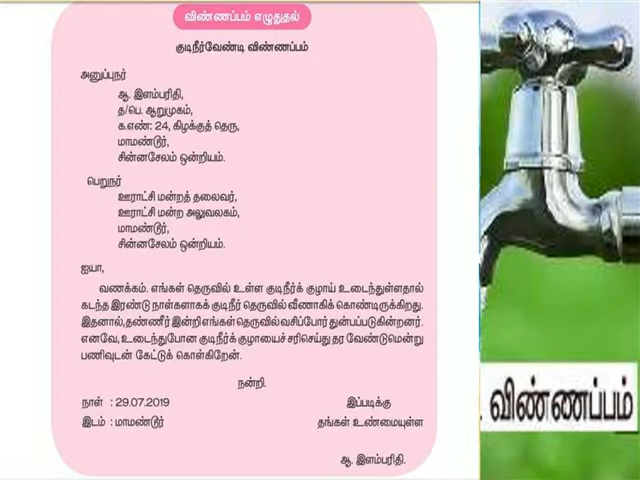 விண்ணப்பம் எழுதுதல்
குடிநீர்வேண்டி விண்ணப்பம்
அனுப்புநர்
ஆ. இளம்பரிதி,
த/பெ. ஆறுமுகம்,
க.எண்: 24, கிழக்குத் தெரு,
மாமண்டூர்,
சின்னசேலம் ஒன்றியம்.
பெறுநர்
ஊராட்சி மன்றத் தலைவர்,
ஊராட்சி மன்ற அலுவலகம்,
மாமண்டூர்,
சின்னசேலம் ஒன்றியம்.
ஐயா,
வணக்கம். எங்கள் தெருவில் உள்ள குடிநீர்க் குழாய் உடைந்துள்ளதால்
கடந்த இரண்டு நாள்களாகக் குடிநீர் தெருவில் வீணாகிக் கொண்டிருக்கிறது.
இதனால், தண்ணீர் இன்றி எங்கள் தெருவில் வசிப்போர் துன்பப்படுகின்றனர்.
எனவே, உடைந்துபோன குடிநீர்க் குழாயைச் சரிசெய்து தர வேண்டுமென்று
பணிவுடன் கேட்டுக் கொள்கிறேன்.
நன்றி.
நாள் : 29.07.2019 இப்படிக்கு
இடம் : மாமண்டூர் தங்கள் உண்மையுள்ள
ஆ. இளம்பரிதி.
விண்ணப்பம்